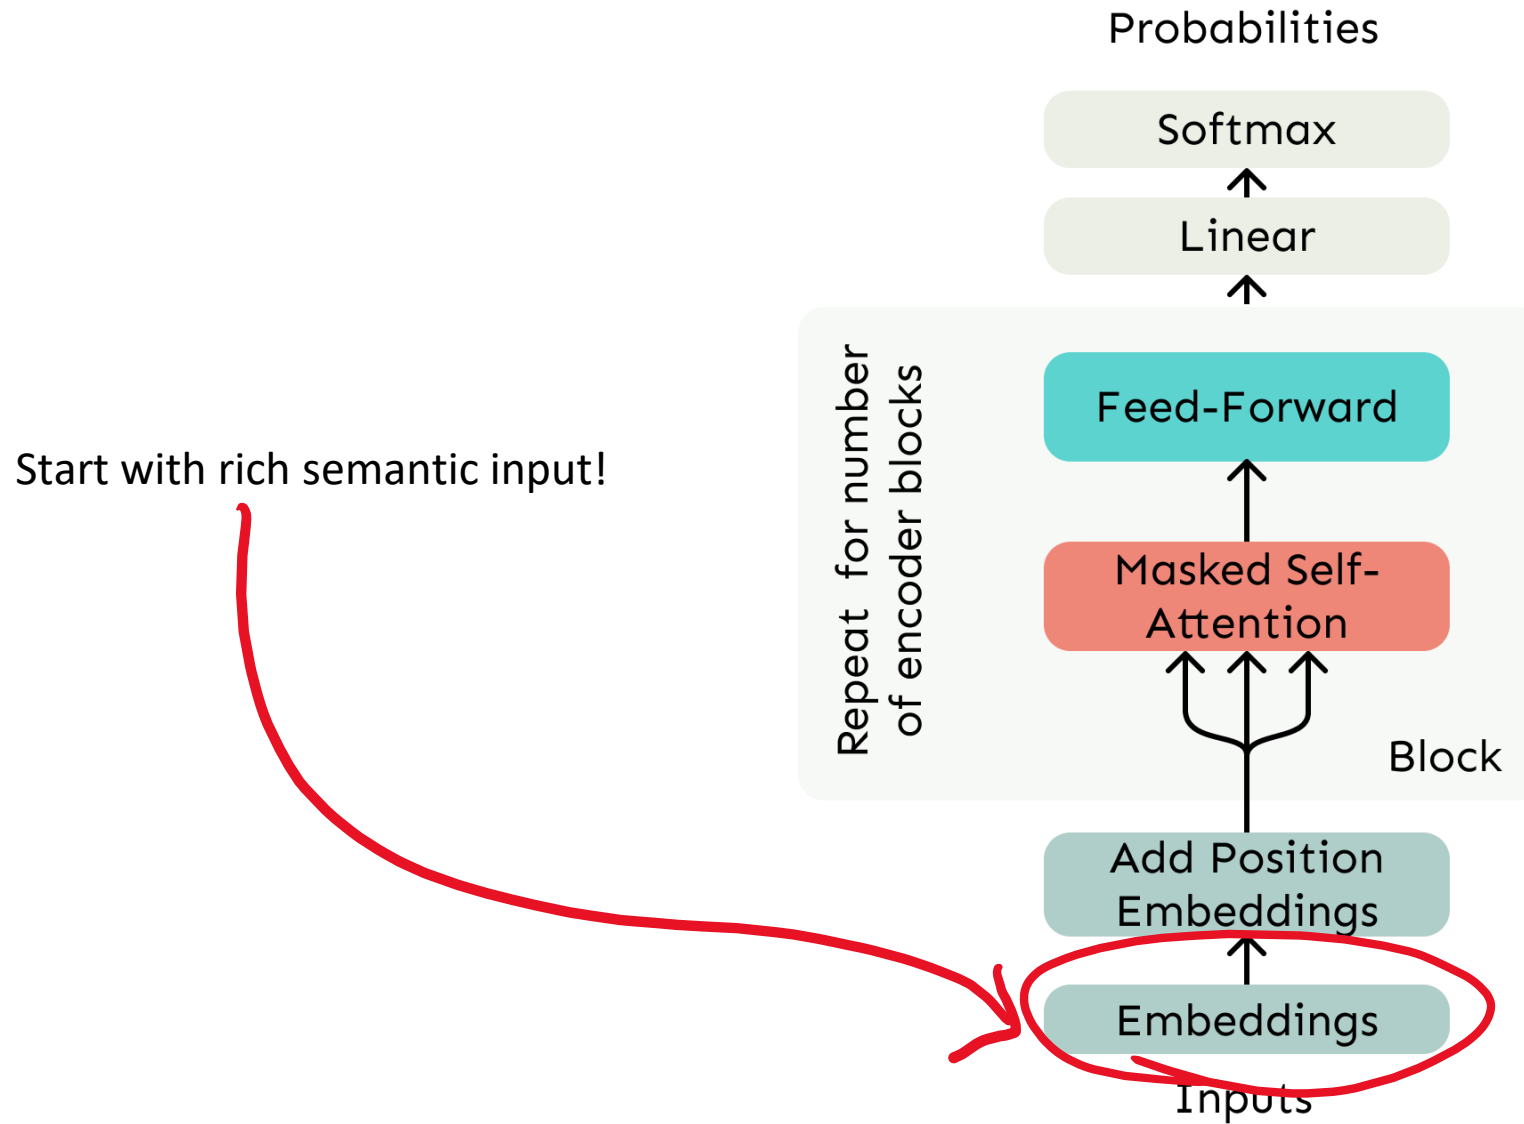 Probabilities
Softmax
Linear
Repeat for number
of encoder blocks
Feed-Forward
Start with rich semantic input!
Masked Self-
Attention
Block
Add Position
Embeddings
Embeddings
Inputs